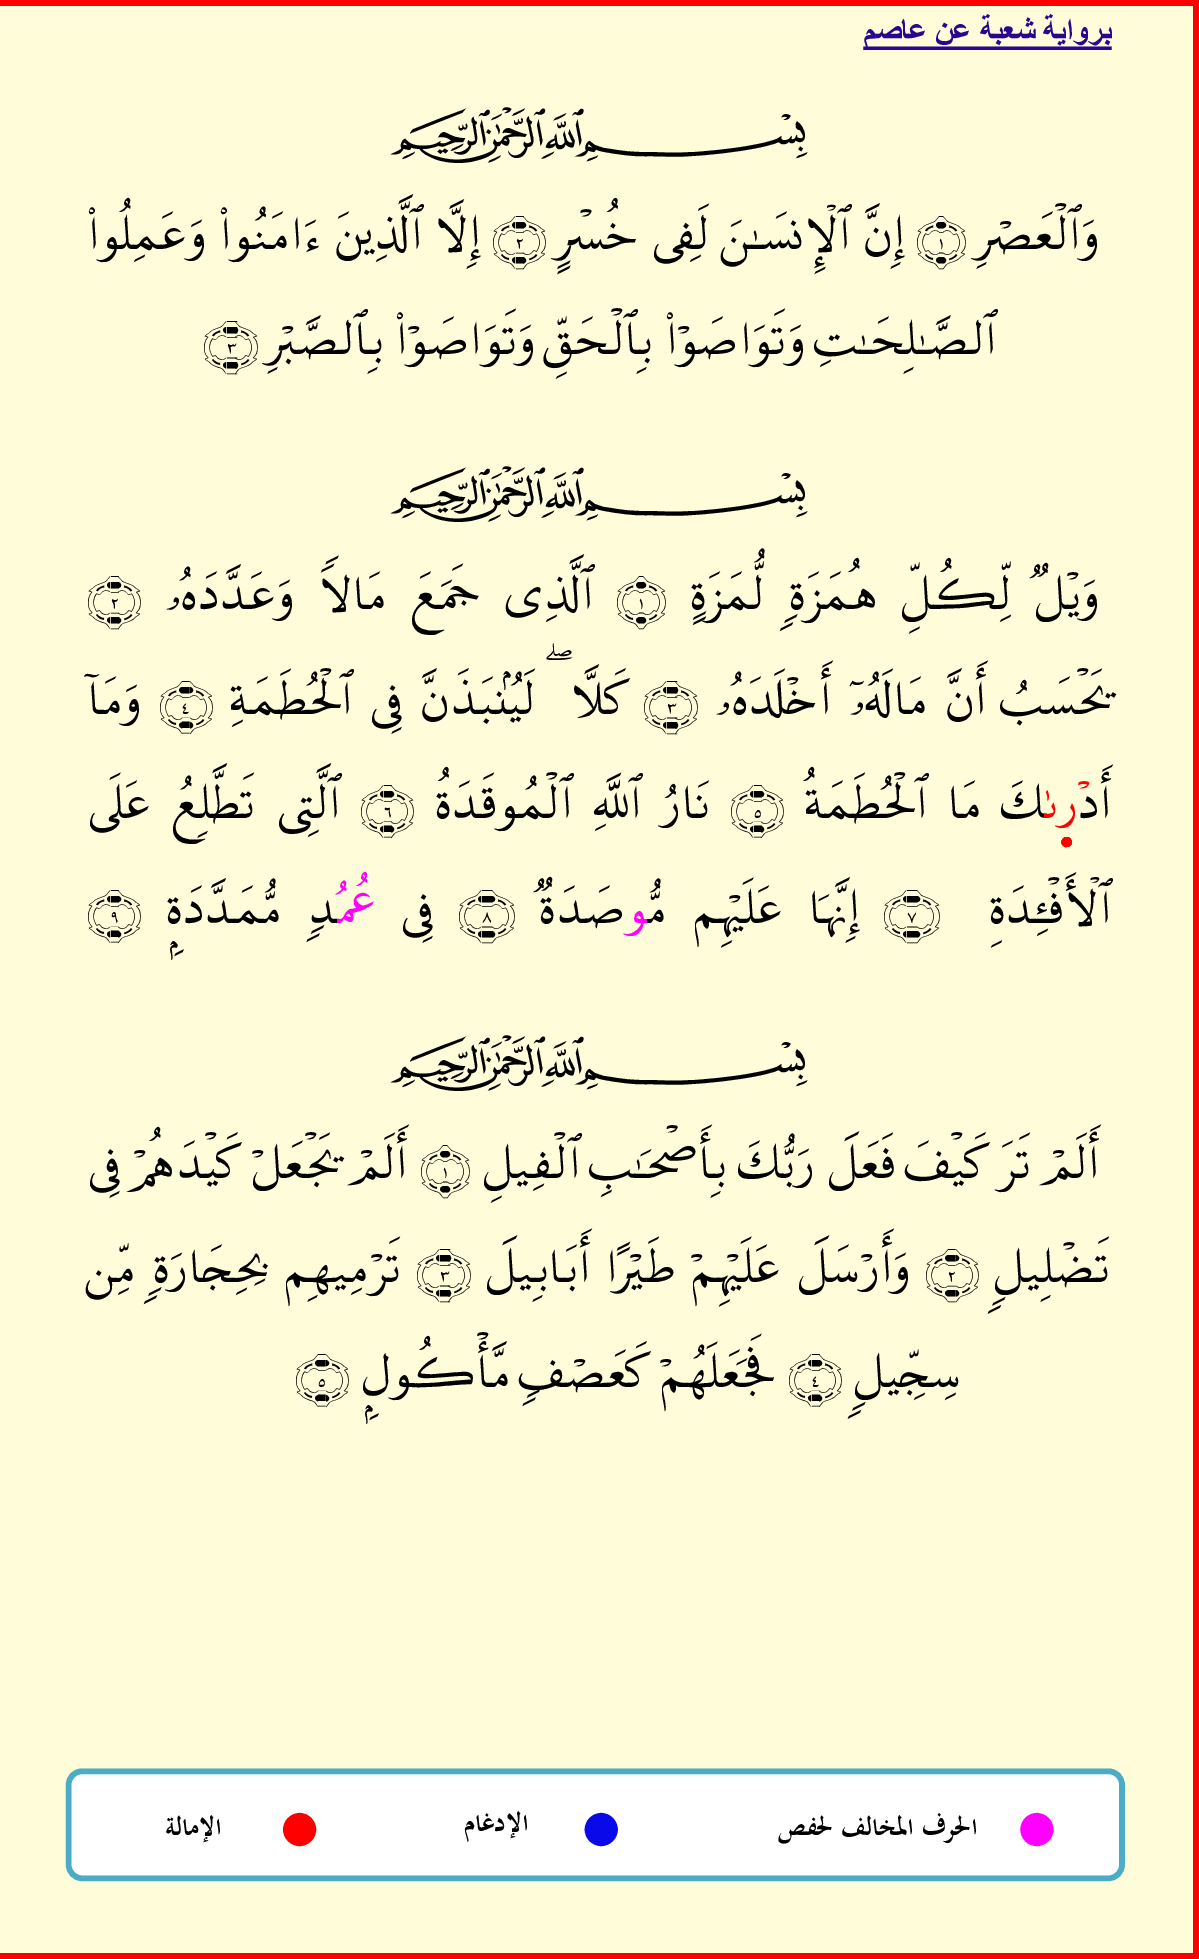 برواية شعبة عن عاصم
بِسْمِ ٱللَّهِ ٱلرَّحْمَٰنِ ٱلرَّحِيمِ
وَٱلْعَصْرِ ١ إِنَّ ٱلْإِنسَـٰنَ لَفِى خُسْرٍ ٢ إِلَّا ٱلَّذِينَ ءَامَنُوا۟ وَعَمِلُوا۟
ٱلصَّـٰلِحَـٰتِ وَتَوَاصَوْا۟ بِٱلْحَقِّ وَتَوَاصَوْا۟ بِٱلصَّبْرِ ٣
بِسْمِ ٱللَّهِ ٱلرَّحْمَٰنِ ٱلرَّحِيمِ
وَيْلٌ لِّكُلِّ هُمَزَةٍ لُّمَزَةٍ ١ ٱلَّذِى جَمَعَ مَالاً وَعَدَّدَهُۥ ٢
يَحْسَبُ أَنَّ مَالَهُۥٓ أَخْلَدَهُۥ ٣ كَلَّا ۖ لَيُنۢبَذَنَّ فِى ٱلْحُطَمَةِ ٤ وَمَآ
أَدْرِىٰكَ مَا ٱلْحُطَمَةُ ٥ نَارُ ٱللَّهِ ٱلْمُوقَدَةُ ٦ ٱلَّتِى تَطَّلِعُ عَلَى
ٱلْأَفْـِٔدَةِ ٧ إِنَّهَا عَلَيْهِم مُّوصَدَةٌ ٨ فِى عُمُدٍ مُّمَدَّدَةٍۭ ٩
بِسْمِ ٱللَّهِ ٱلرَّحْمَٰنِ ٱلرَّحِيمِ
أَلَمْ تَرَ كَيْفَ فَعَلَ رَبُّكَ بِأَصْحَـٰبِ ٱلْفِيلِ ١ أَلَمْ يَجْعَلْ كَيْدَهُمْ فِى
تَضْلِيلٍ ٢ وَأَرْسَلَ عَلَيْهِمْ طَيْرًا أَبَابِيلَ ٣ تَرْمِيهِم بِحِجَارَةٍ مِّن
سِجِّيلٍ ٤ فَجَعَلَهُمْ كَعَصْفٍ مَّأْكُولٍۭ ٥
الحرف المخالف لحفص الإدغام الإمالة